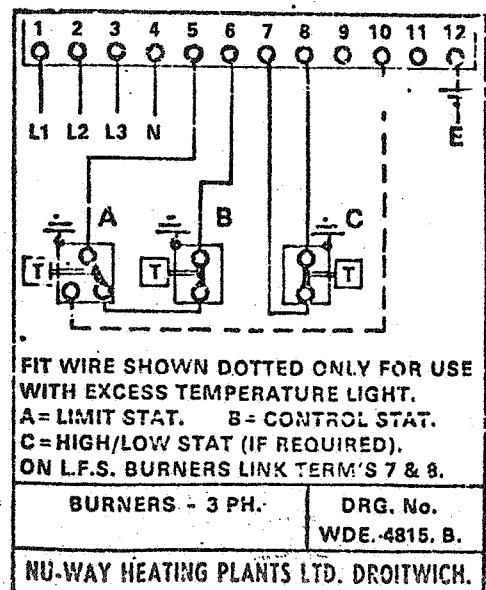 1 2 3 4 5 6 7 8 9 10 11 12
L1 L2 L3 N
E
A B C
T T T
FIT WIRE SHOWN DOTTED ONLY FOR USE
WITH EXCESS TEMPERATURE LIGHT.
A= LIMIT STAT. B= CONTROL STAT.
C=HIGH/LOW STAT (IF REQUIRED).
ON L.F.S. BURNERS LINK TERM'S 7 & 8.
BURNERS - 3 PH.
DRG. No.
WDE.-4815. B.
NU-WAY HEATING PLANTS LTD. DROITWICH.